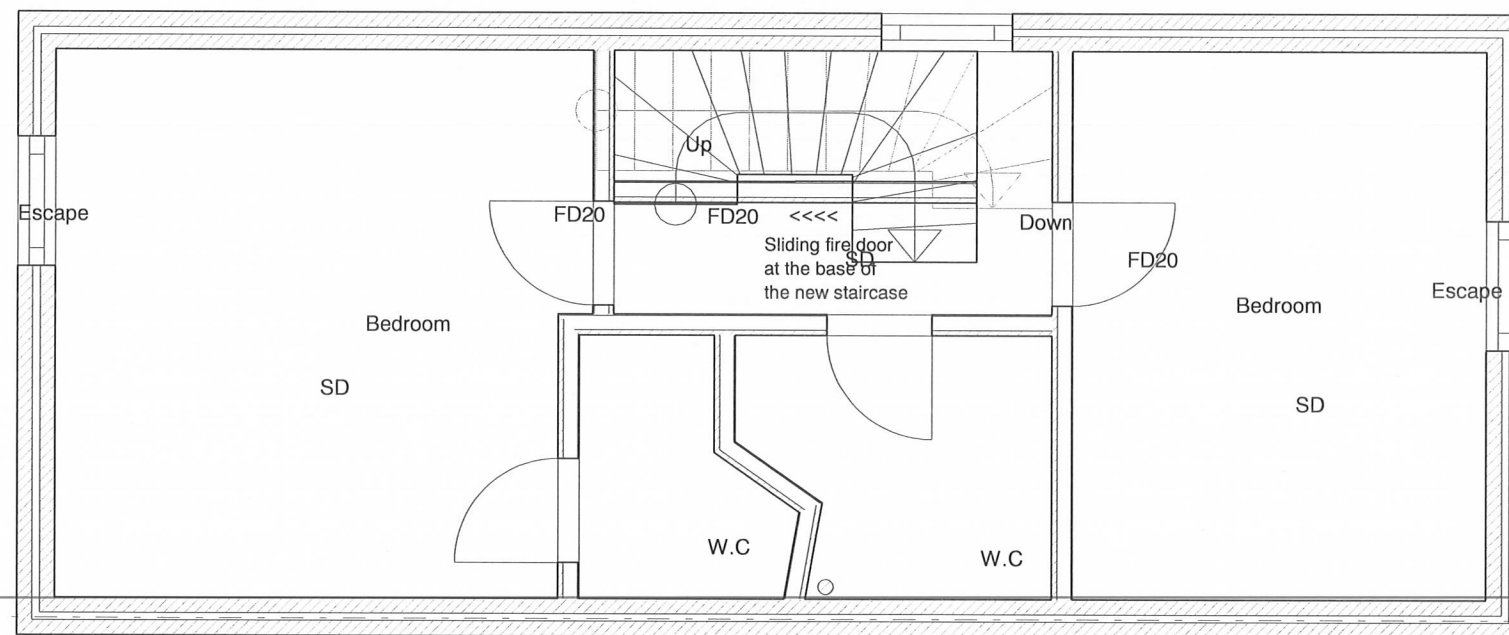 Up
Escape
FD20
FD20
<<<<
Down
Sliding fire door
at the base of
the new staircase
SD
FD20
Escape
Bedroom
Bedroom
SD
SD
W.C
W.C